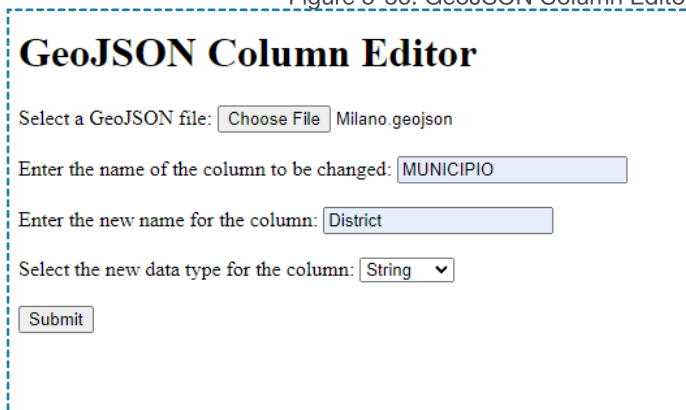 GeoJSON Column Editor
Select a GeoJSON file: Choose File Milano.geojson
Enter the name of the column to be changed: MUNICIPIO
Enter the new name for the column: District
Select the new data type for the column: String
Submit